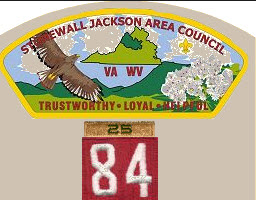 STONEWALL JACKSON AREA COUNCIL
VA WV
TRUSTWORTHY • LOYAL • HELPFUL
25
84